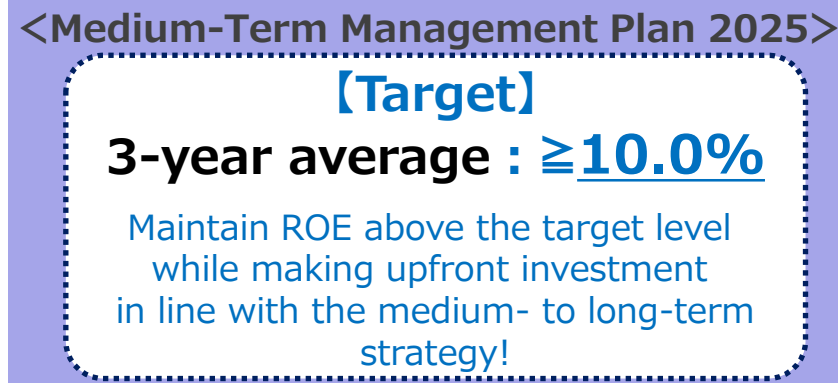 <Medium-Term Management Plan 2025>
【Target】
3-year average : ≧10.0%
Maintain ROE above the target level
while making upfront investment
in line with the medium- to long-term
strategy!